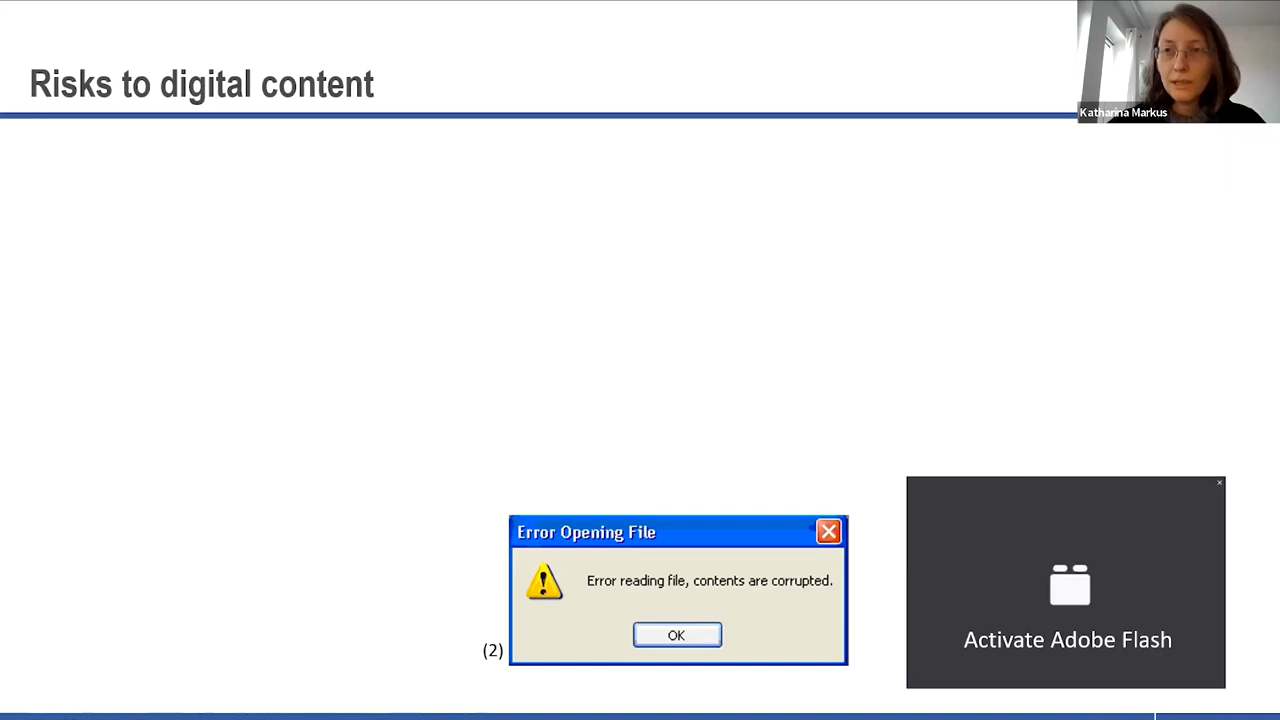 Risks to digital content
Katharina Markus
Error Opening File
Error reading file, contents are corrupted.
OK
(2)
Activate Adobe Flash